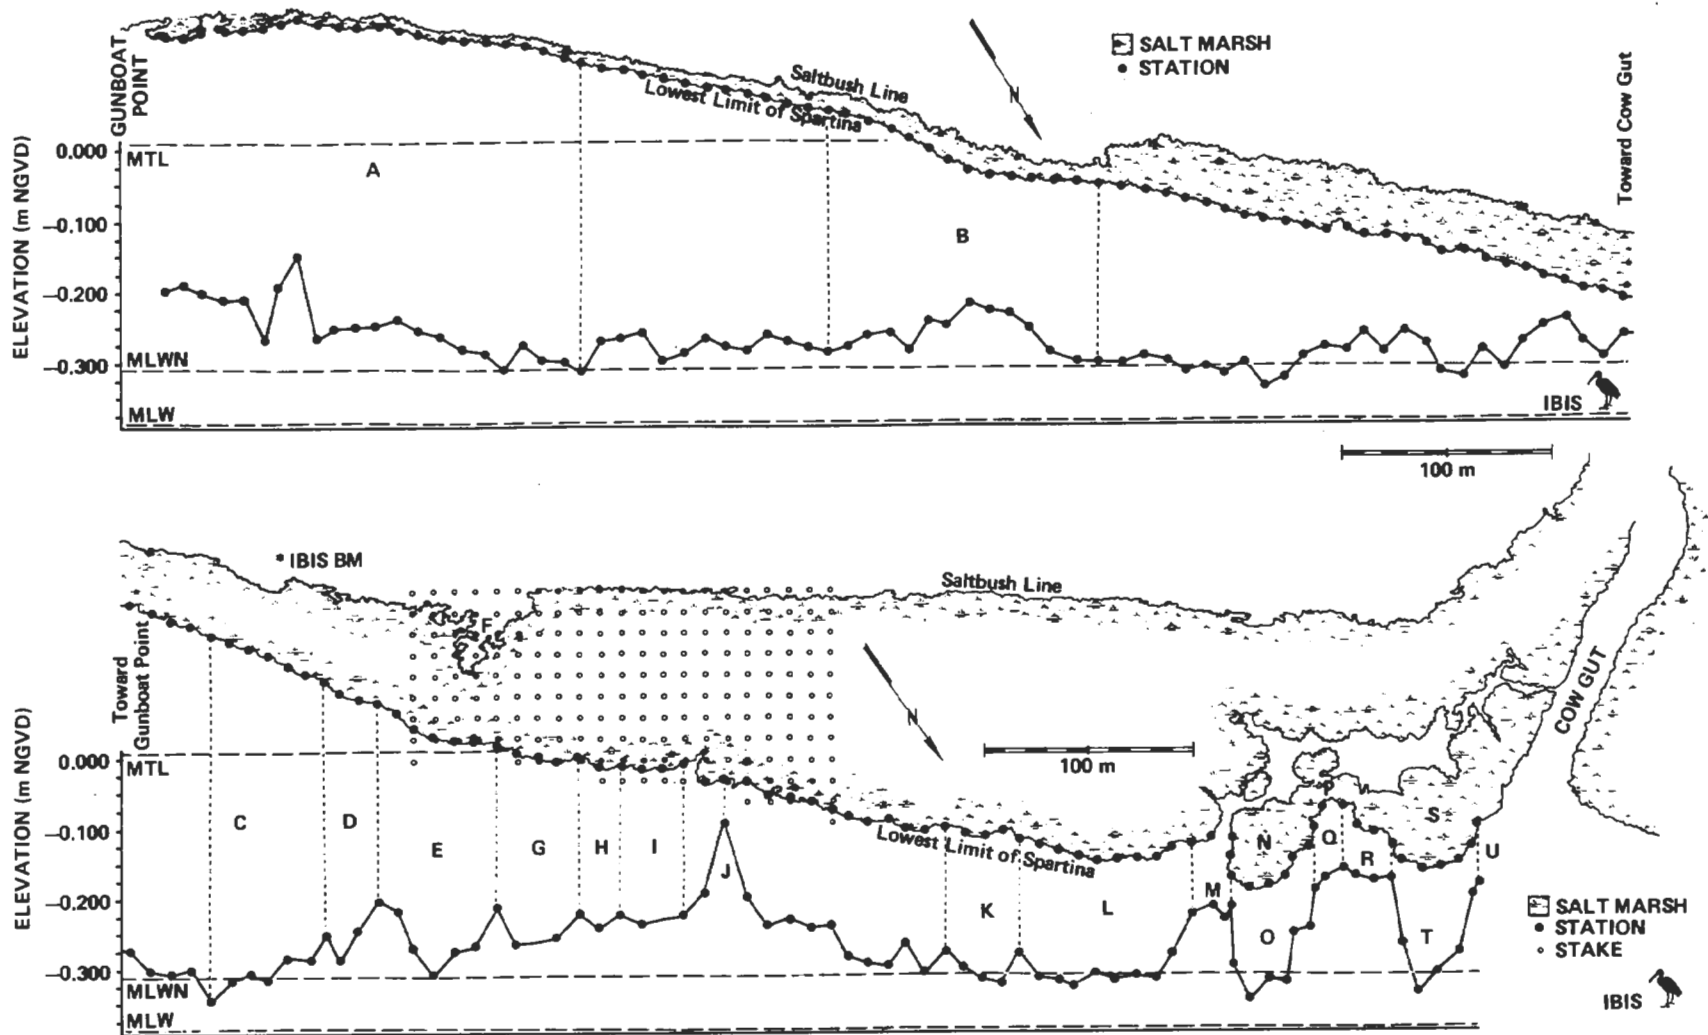 GUNBOAT
POINT
ELEVATION (m NGVD)
0.000
−0.100
−0.200
−0.300
MTL
MLWN
MLW
A
B
Saltbush Line
Lowest Limit of Spartina
N
SALT MARSH
STATION
Toward Cow Gut
IBIS
100 m
IBIS BM
Toward
Gunboat Point
ELEVATION (m NGVD)
0.000
−0.100
−0.200
−0.300
MTL
MLWN
MLW
F
Saltbush Line
N
100 m
COW GUT
C
D
E
G
H
I
J
Lowest Limit of Spartina
K
L
M
N
O
P
Q
R
S
T
U
SALT MARSH
STATION
STAKE
IBIS